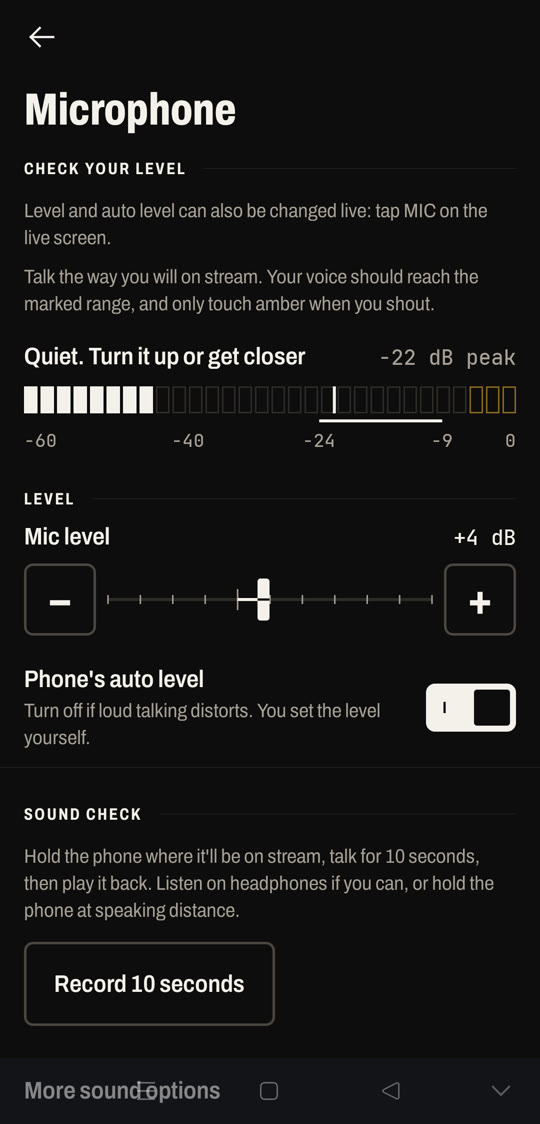 Microphone
CHECK YOUR LEVEL
Level and auto level can also be changed live: tap MIC on the
live screen.
Talk the way you will on stream. Your voice should reach the
marked range, and only touch amber when you shout.
Quiet. Turn it up or get closer
-22 dB peak
-60 -40 -24 -9 0
LEVEL
Mic level
+4 dB
Phone's auto level
Turn off if loud talking distorts. You set the level
yourself.
SOUND CHECK
Hold the phone where it'll be on stream, talk for 10 seconds,
then play it back. Listen on headphones if you can, or hold the
phone at speaking distance.
Record 10 seconds
More sound options